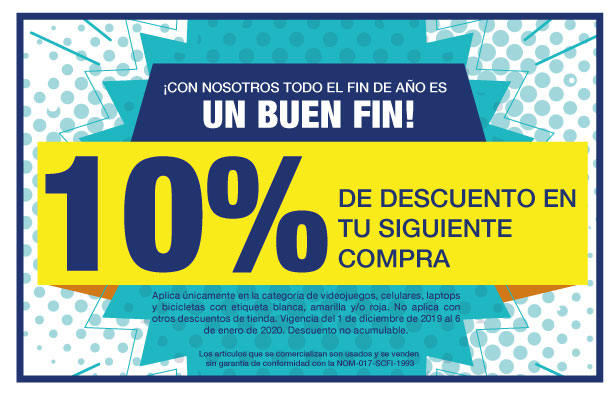 ¡CON NOSOTROS TODO EL FIN DE AÑO ES
UN BUEN FIN!
10%
DE DESCUENTO EN
TU SIGUIENTE
COMPRA
Aplica únicamente en la categoría de videojuegos, celulares, laptops
y bicicletas con etiqueta blanca, amarilla y/o roja. No aplica con
otros descuentos de tienda. Vigencia del 1 de diciembre de 2019 al 6
de enero de 2020. Descuento no acumulable.
Los artículos que se comercializan son usados y se venden
sin garantía de conformidad con la NOM-017-SCFI-1993